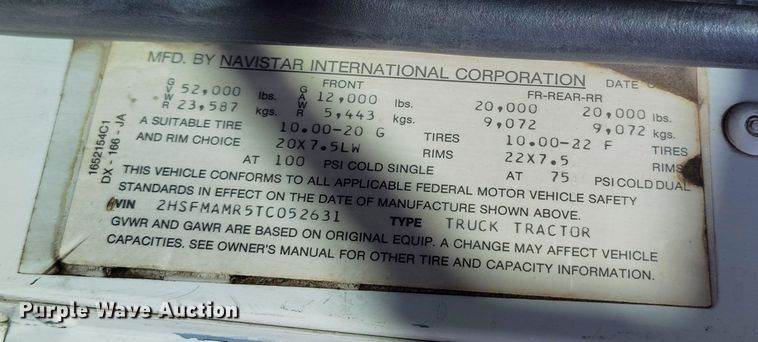 MFD. BY NAVISTAR INTERNATIONAL CORPORATION DATE
GVWR 52,000 lbs. GAWR FRONT 12,000 FR-REAR-RR 20,000 20,000 lbs.
23,587 kgs. 5,443 kgs. 9,072 9,072 kgs.
A SUITABLE TIRE 10.00-20 G TIRES 10.00-22 F TIRES
AND RIM CHOICE 20X7.5LW RIMS 22X7.5 RIMS
AT 100 PSI COLD SINGLE AT 75 PSI COLD DUAL
THIS VEHICLE CONFORMS TO ALL APPLICABLE FEDERAL MOTOR VEHICLE SAFETY
STANDARDS IN EFFECT ON THE DATE OF MANUFACTURE SHOWN ABOVE.
VIN 2HSFMAMR5TC052631 TYPE TRUCK TRACTOR
GVWR AND GAWR ARE BASED ON ORIGINAL EQUIP. A CHANGE MAY AFFECT VEHICLE
CAPACITIES. SEE OWNER'S MANUAL FOR OTHER TIRE AND CAPACITY INFORMATION.
1652154C1
DX - 166 - JA
Purple Wave Auction